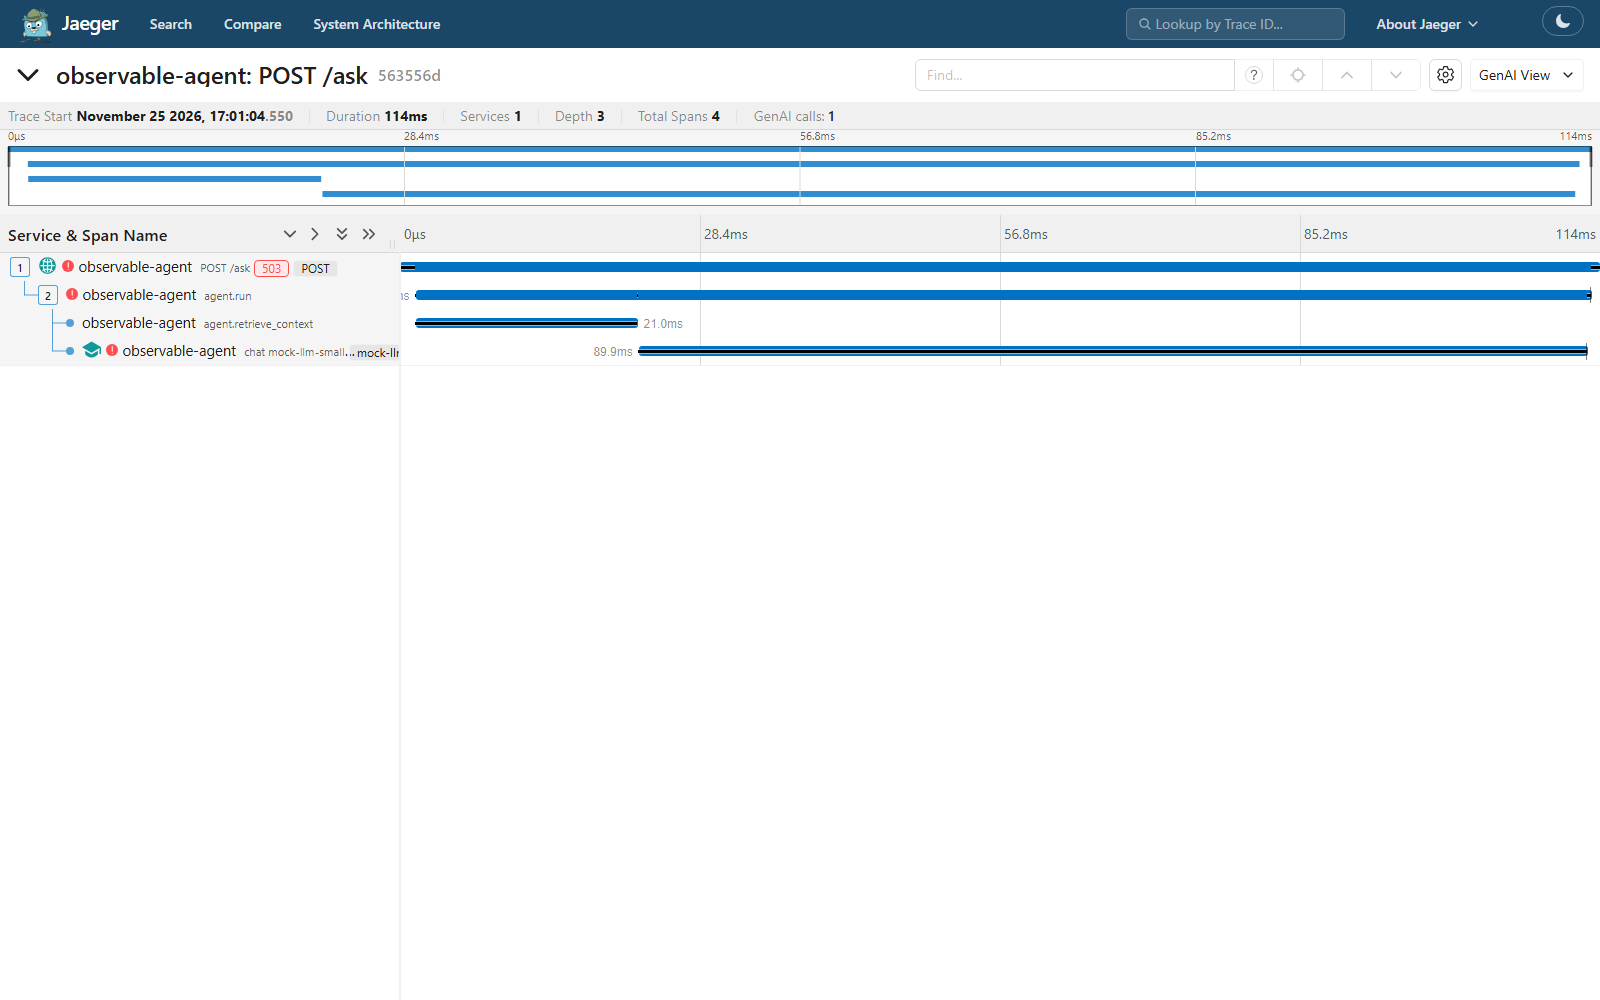 Jaeger Search Compare System Architecture Lookup by Trace ID... About Jaeger
observable-agent: POST /ask 563556d Find... ? GenAI View
Trace Start November 25 2026, 17:01:04.550 Duration 114ms Services 1 Depth 3 Total Spans 4 GenAI calls: 1
0μs 28.4ms 56.8ms 85.2ms 114ms
Service & Span Name 0μs 28.4ms 56.8ms 85.2ms 114ms
1 observable-agent POST /ask 503 POST
2 observable-agent agent.run
observable-agent agent.retrieve_context 21.0ms
observable-agent chat mock-llm-small... 89.9ms